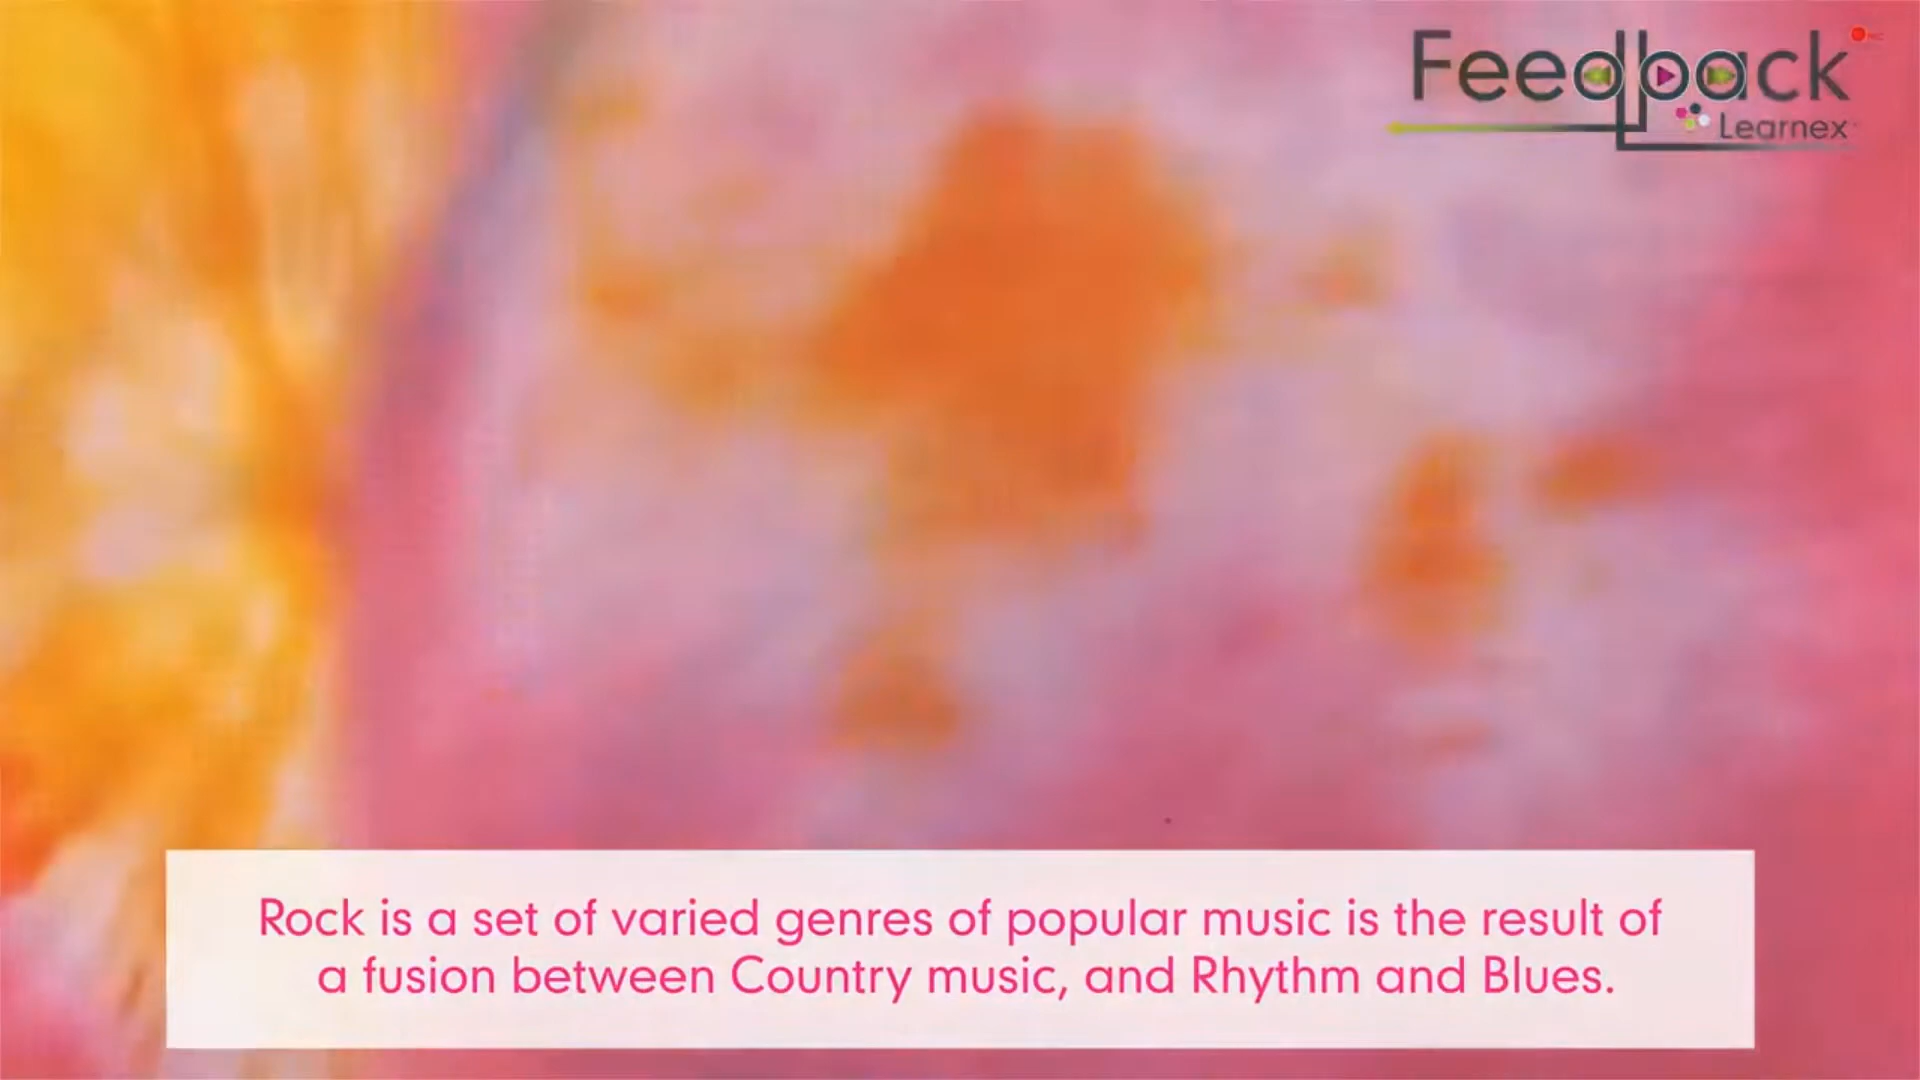 Feedback
Learnex
Rock is a set of varied genres of popular music is the result of
a fusion between Country music, and Rhythm and Blues.